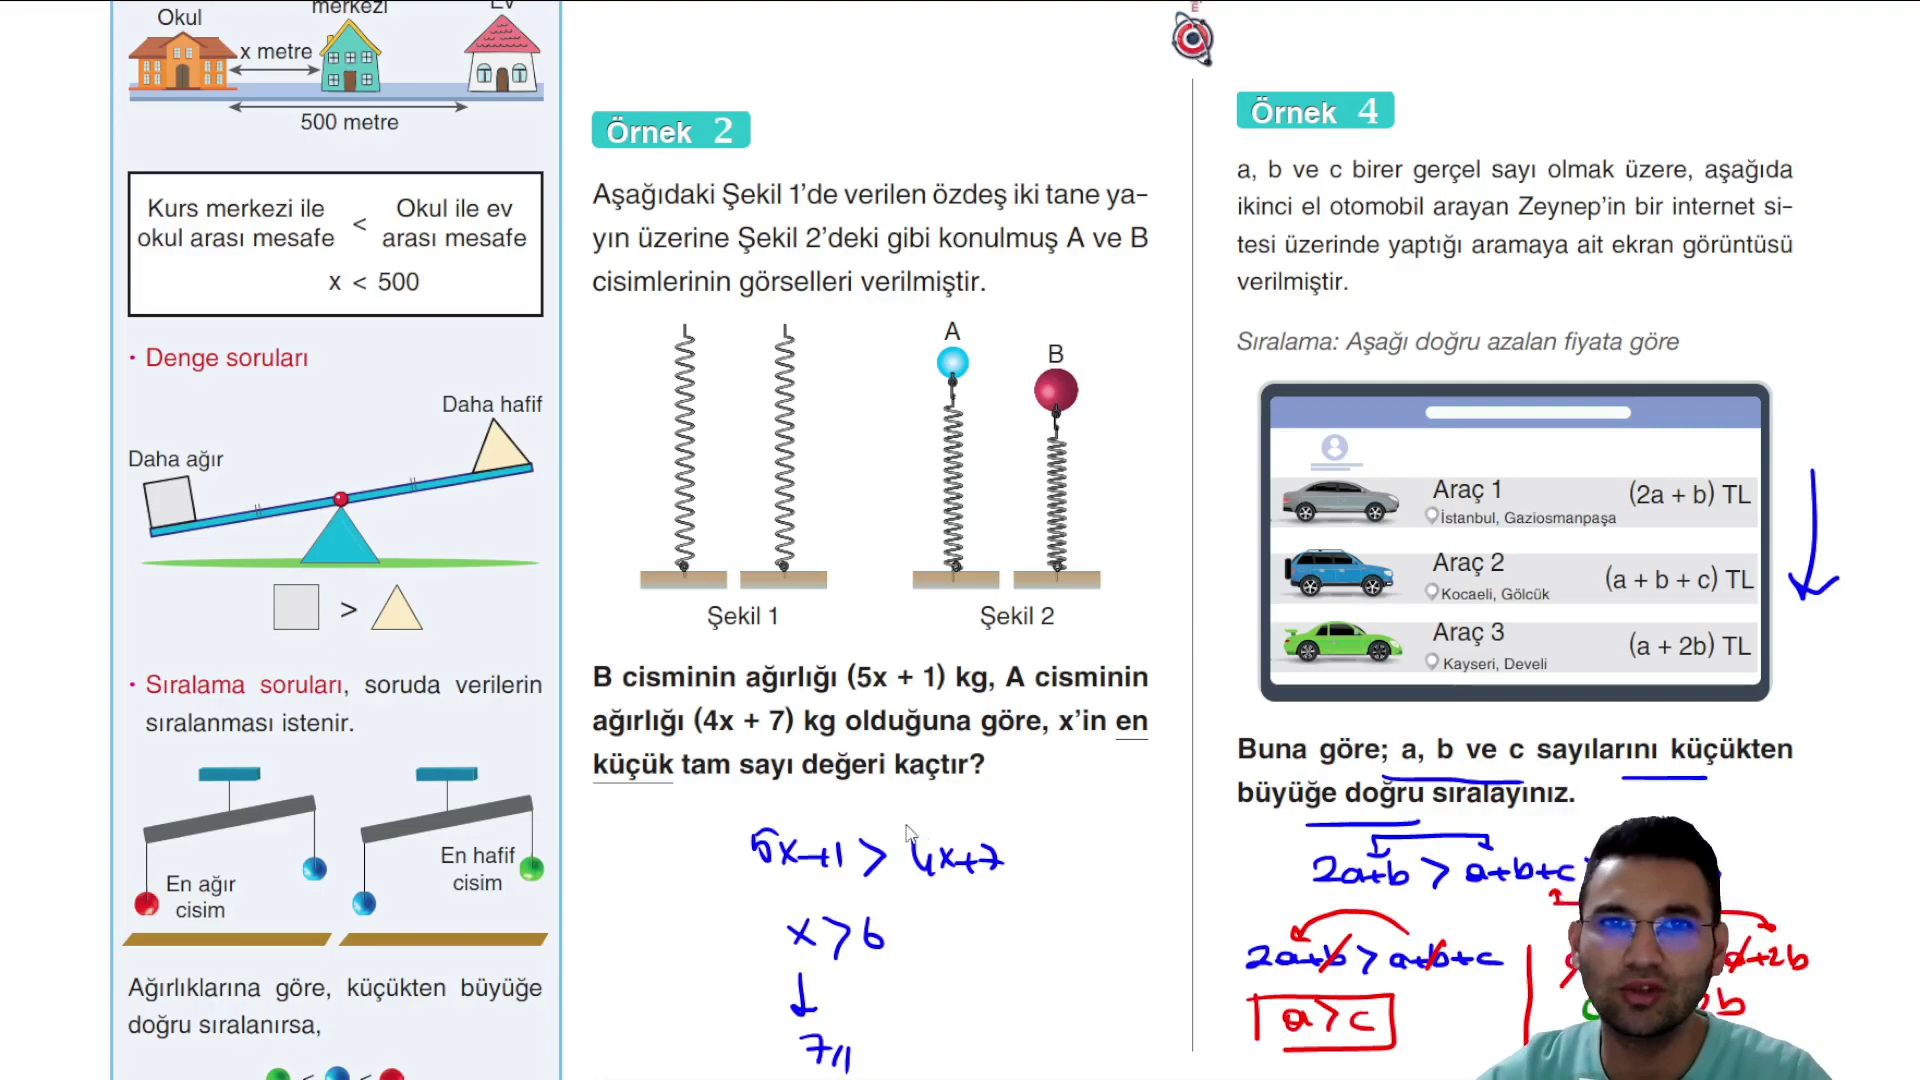 Okul
merkezi
x metre
500 metre
Kurs merkezi ile
okul arası mesafe
<
Okul ile ev
arası mesafe
x < 500
• Denge soruları
Daha hafif
Daha ağır
>
• Sıralama soruları, soruda verilerin
sıralanması istenir.
En ağır
cisim
En hafif
cisim
Ağırlıklarına göre, küçükten büyüğe
doğru sıralanırsa,
Örnek 2
Aşağıdaki Şekil 1'de verilen özdeş iki tane ya-
yın üzerine Şekil 2'deki gibi konulmuş A ve B
cisimlerinin görselleri verilmiştir.
A
B
Şekil 1
Şekil 2
B cisminin ağırlığı (5x + 1) kg, A cisminin
ağırlığı (4x + 7) kg olduğuna göre, x'in en
küçük tam sayı değeri kaçtır?
5x+1 > 4x+7
x > 6
7
Örnek 4
a, b ve c birer gerçel sayı olmak üzere, aşağıda
ikinci el otomobil arayan Zeynep'in bir internet si-
tesi üzerinde yaptığı aramaya ait ekran görüntüsü
verilmiştir.
Sıralama: Aşağı doğru azalan fiyata göre
Araç 1 (2a + b) TL
İstanbul, Gaziosmanpaşa
Araç 2 (a + b + c) TL
Kocaeli, Gölcük
Araç 3 (a + 2b) TL
Kayseri, Develi
Buna göre; a, b ve c sayılarını küçükten
büyüğe doğru sıralayınız.
2a+b > a+b+c
2a+b > a+b+c
a+2b
a > c
b